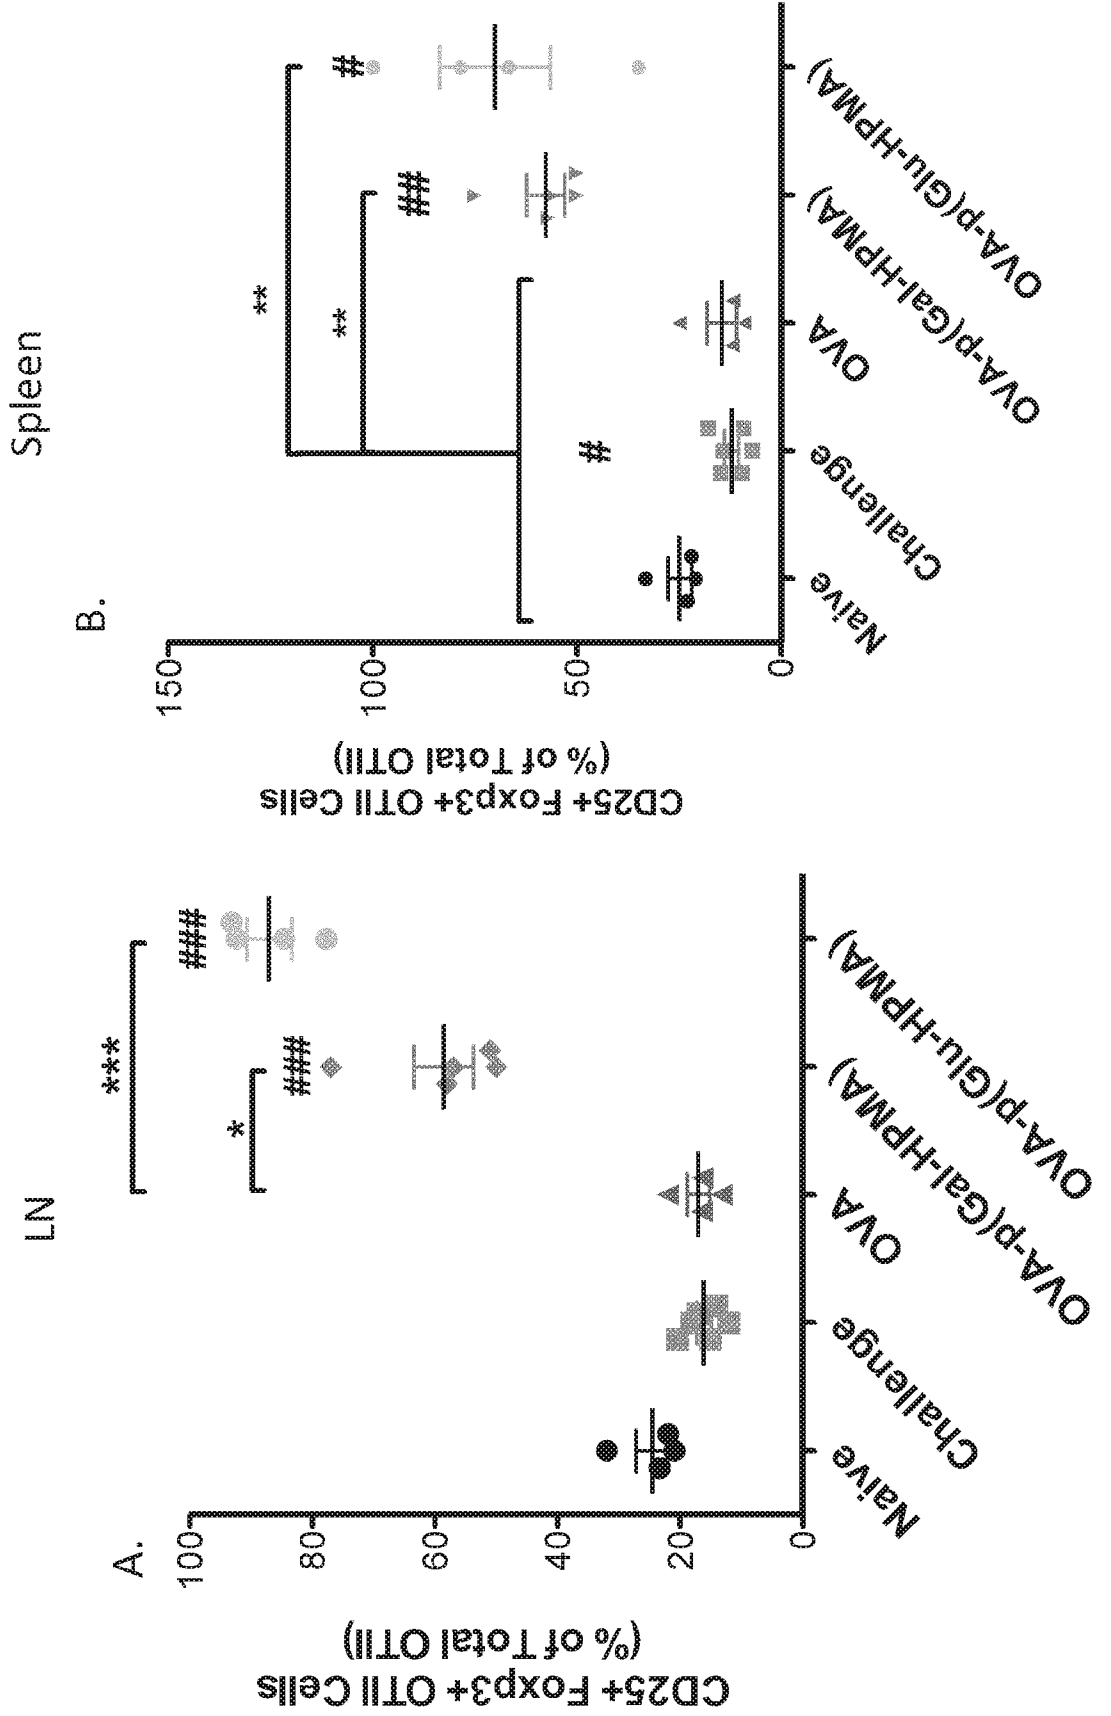 A.
LN
CD25+ Foxp3+ OTII Cells
(% of Total OTII)
100
80
60
40
20
0
***
*
###
###
Naive
Challenge
OVA
OVA-p(Gal-HPMA)
OVA-p(Glu-HPMA)
B.
Spleen
CD25+ Foxp3+ OTII Cells
(% of Total OTII)
150
100
50
0
**
**
#
##
#
Naive
Challenge
OVA
OVA-p(Gal-HPMA)
OVA-p(Glu-HPMA)